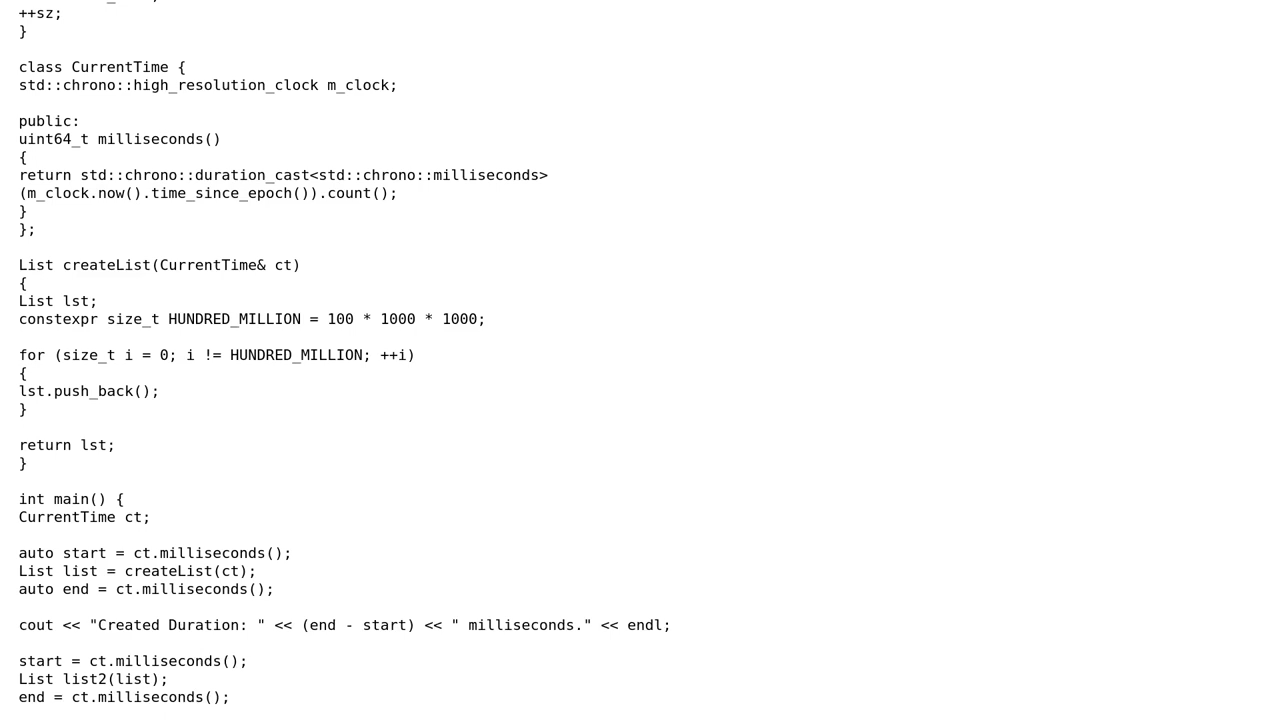 ++sz;
}
class CurrentTime {
std::chrono::high_resolution_clock m_clock;
public:
uint64_t milliseconds()
{
return std::chrono::duration_cast<std::chrono::milliseconds>
(m_clock.now().time_since_epoch()).count();
}
};
List createList(CurrentTime& ct)
{
List lst;
constexpr size_t HUNDRED_MILLION = 100 * 1000 * 1000;
for (size_t i = 0; i != HUNDRED_MILLION; ++i)
{
lst.push_back();
}
return lst;
}
int main() {
CurrentTime ct;
auto start = ct.milliseconds();
List list = createList(ct);
auto end = ct.milliseconds();
cout << "Created Duration: " << (end - start) << " milliseconds." << endl;
start = ct.milliseconds();
List list2(list);
end = ct.milliseconds();